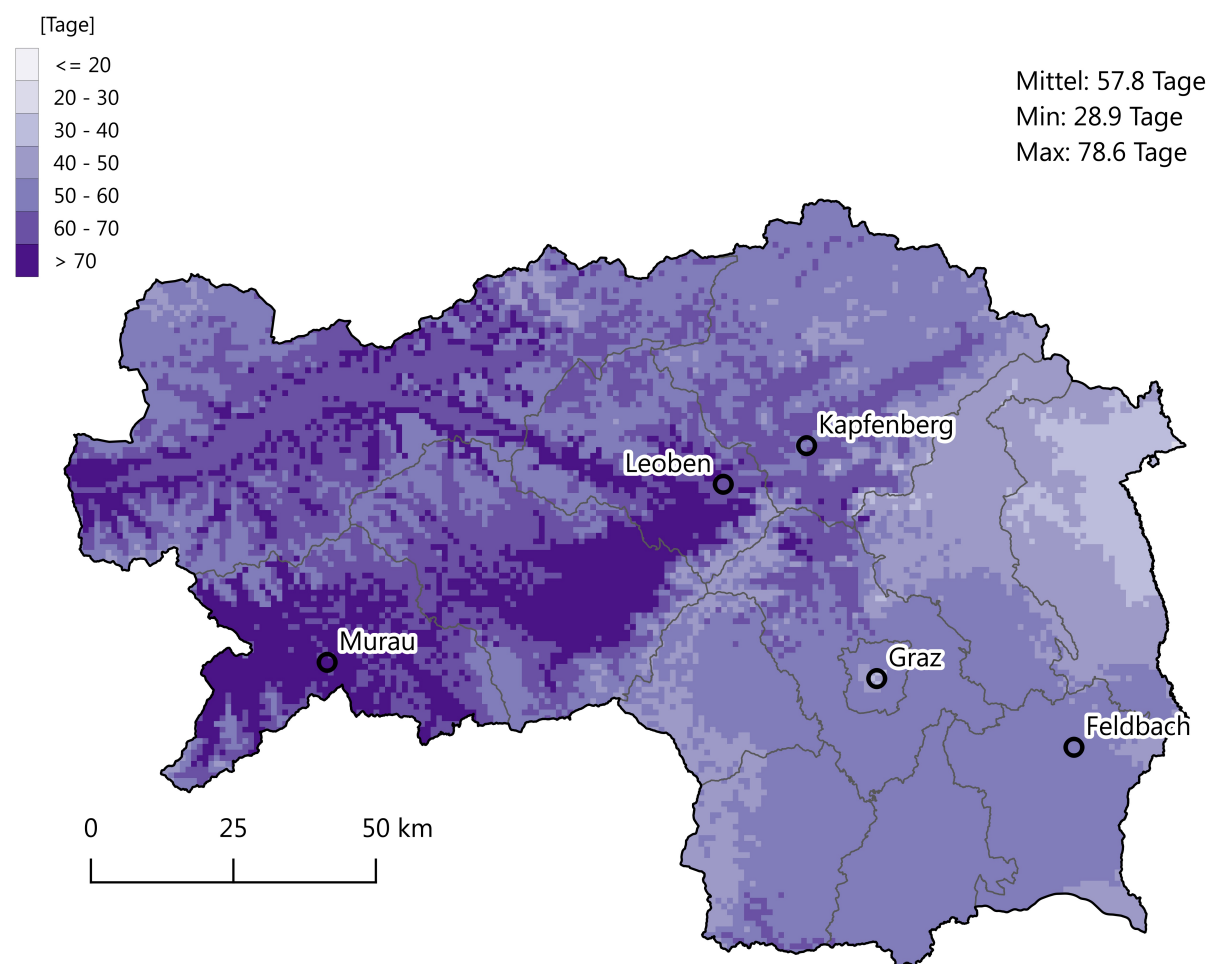 [Tage]
<= 20
20 - 30
30 - 40
40 - 50
50 - 60
60 - 70
> 70
Mittel: 57.8 Tage
Min: 28.9 Tage
Max: 78.6 Tage
Kapfenberg
Leoben
Murau
Graz
Feldbach
0 25 50 km